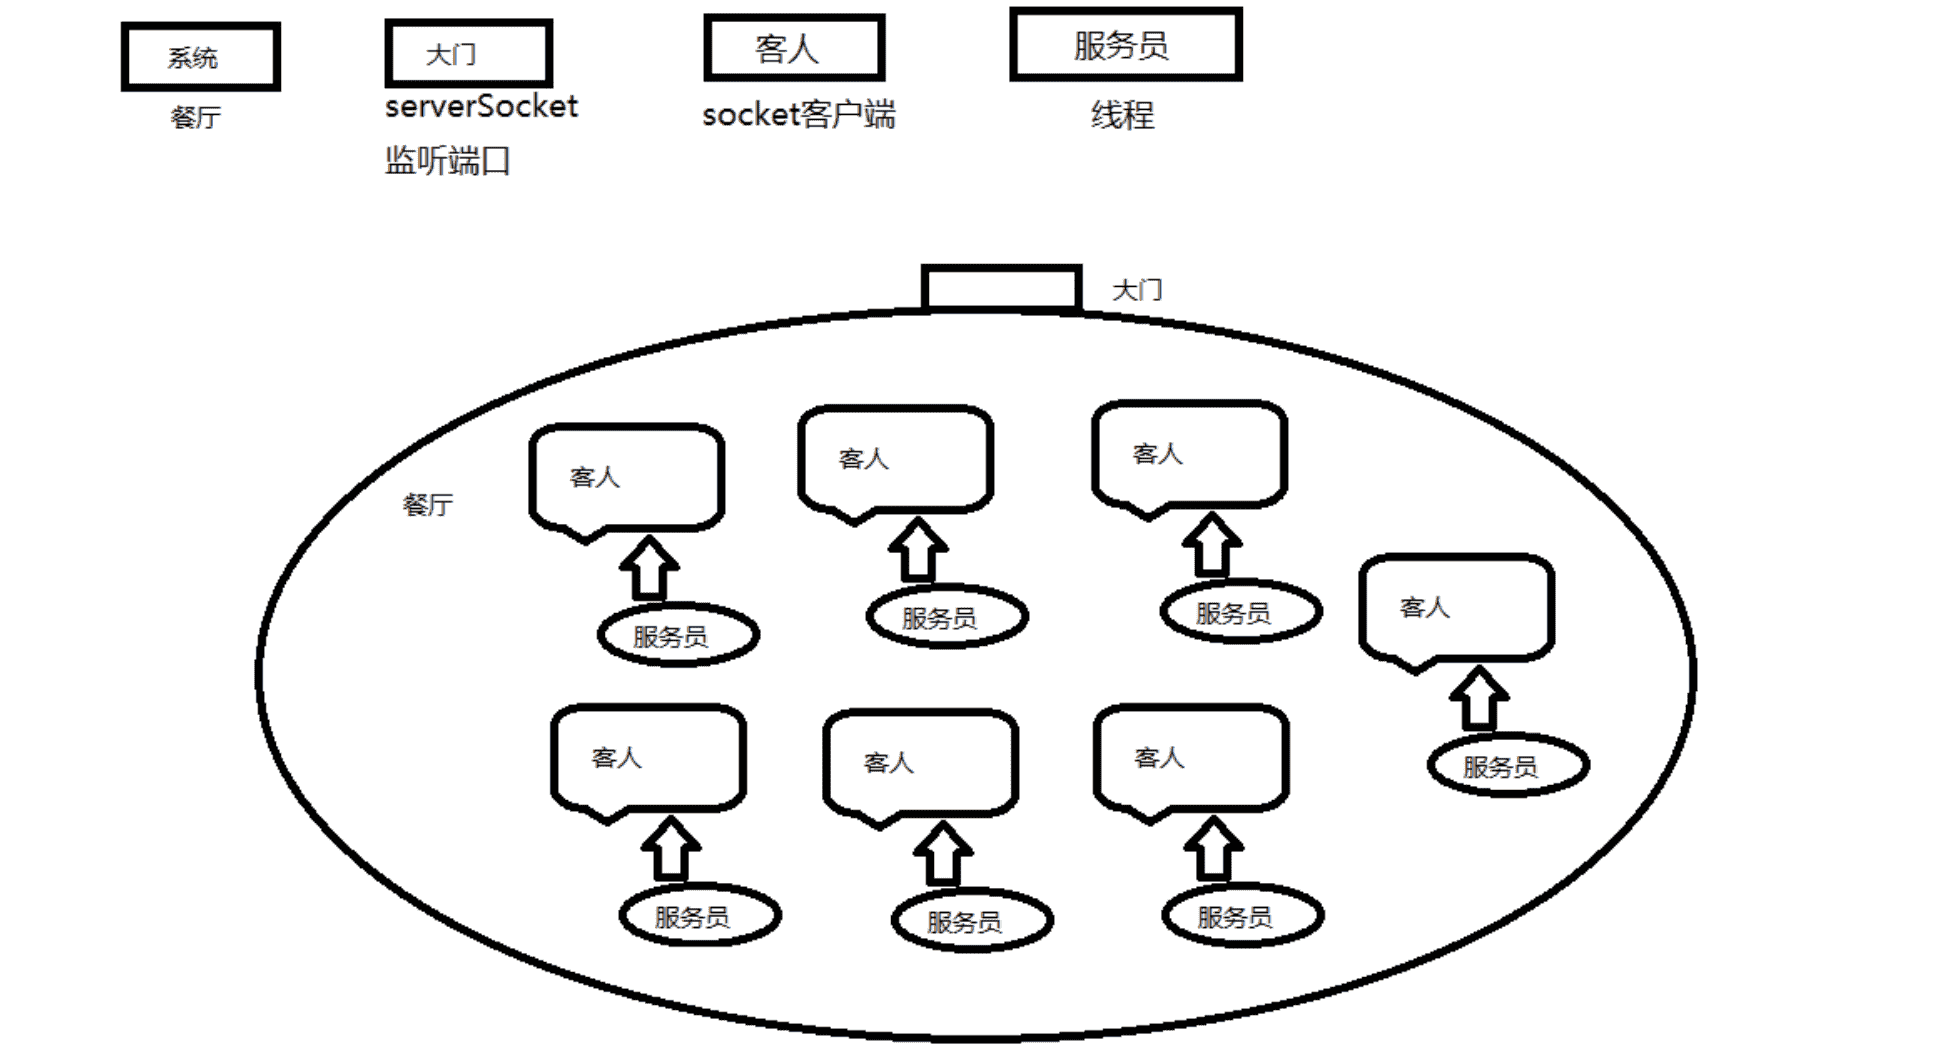 系统
大门
客人
服务员
餐厅
serverSocket
监听端口
socket客户端
线程
大门
餐厅
客人
客人
客人
客人
服务员
服务员
服务员
服务员
客人
客人
客人
服务员
服务员
服务员